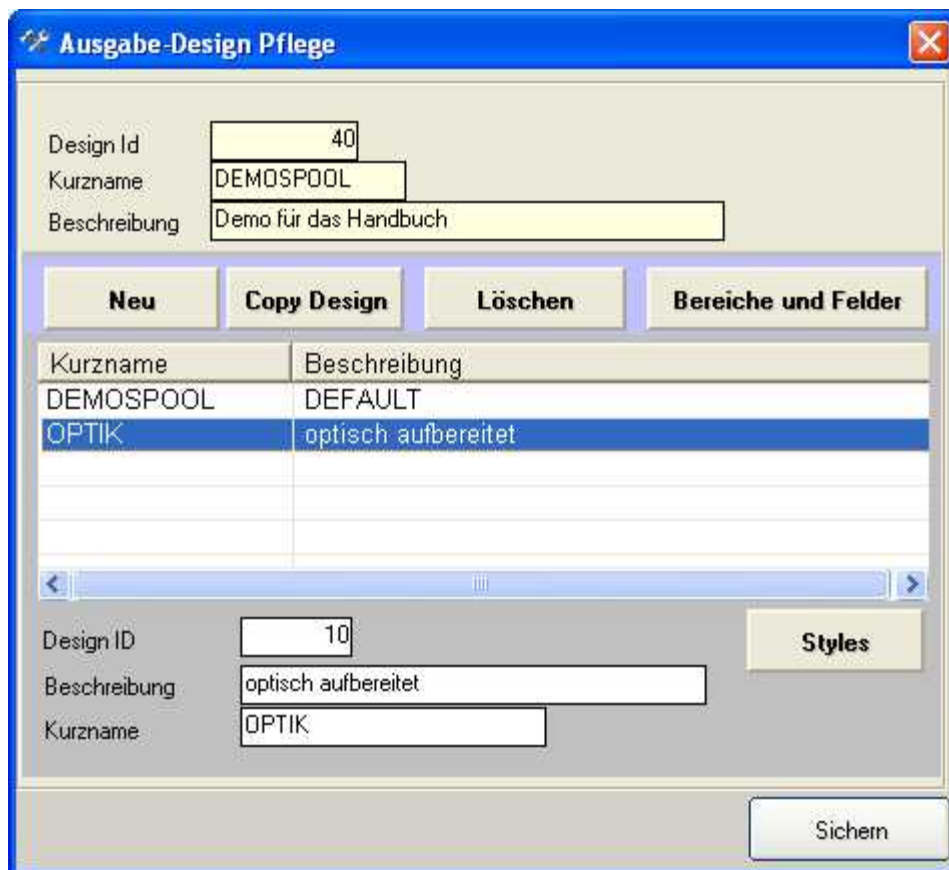 Ausgabe-Design Pflege
Design Id 40
Kurzname DEMOSPOOL
Beschreibung Demo für das Handbuch
Neu Copy Design Löschen Bereiche und Felder
Kurzname Beschreibung
DEMOSPOOL DEFAULT
OPTIK optisch aufbereitet
Design ID 10 Styles
Beschreibung optisch aufbereitet
Kurzname OPTIK
Sichern